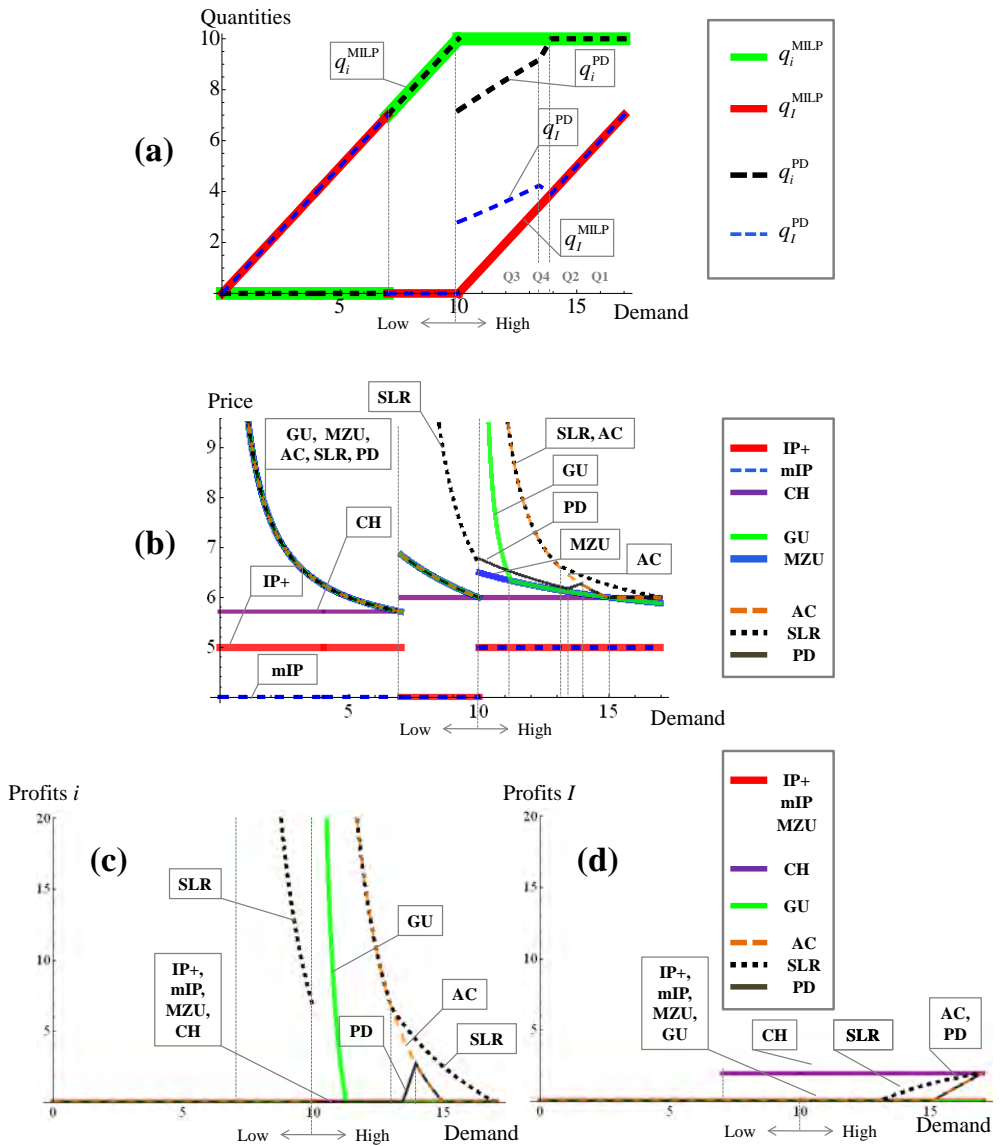 Quantities
10
8
6
4
2
5
10
15
Demand
Low
High
(a)
q_i^MILP
q_i^PD
q_I^PD
q_I^MILP
Q3 Q4 Q2 Q1
q_i^MILP
q_I^MILP
q_i^PD
q_I^PD
Price
9
8
7
6
5
5
10
15
Demand
Low
High
(b)
GU, MZU,
AC, SLR, PD
CH
IP+
mIP
SLR
SLR, AC
GU
PD
MZU
AC
IP+
mIP
CH
GU
MZU
AC
SLR
PD
Profits i
20
15
10
5
0
5
10
15
Demand
Low
High
(c)
SLR
GU
IP+,
mIP,
MZU,
CH
PD
AC
SLR
Profits I
20
15
10
5
0
5
10
15
Demand
Low
High
(d)
IP+,
mIP,
MZU,
GU
CH
SLR
AC,
PD
IP+
mIP
MZU
CH
GU
AC
SLR
PD